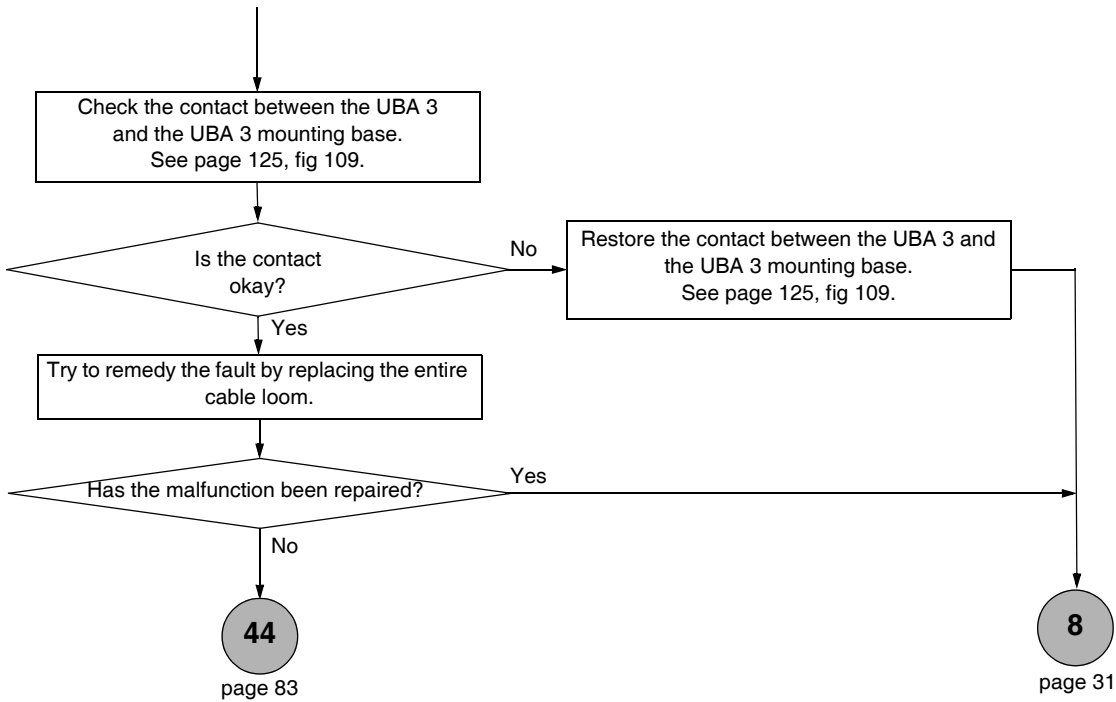 Check the contact between the UBA 3
and the UBA 3 mounting base.
See page 125, fig 109.
Is the contact
okay?
No
Restore the contact between the UBA 3 and
the UBA 3 mounting base.
See page 125, fig 109.
Yes
Try to remedy the fault by replacing the entire
cable loom.
Has the malfunction been repaired?
Yes
No
44
page 83
8
page 31